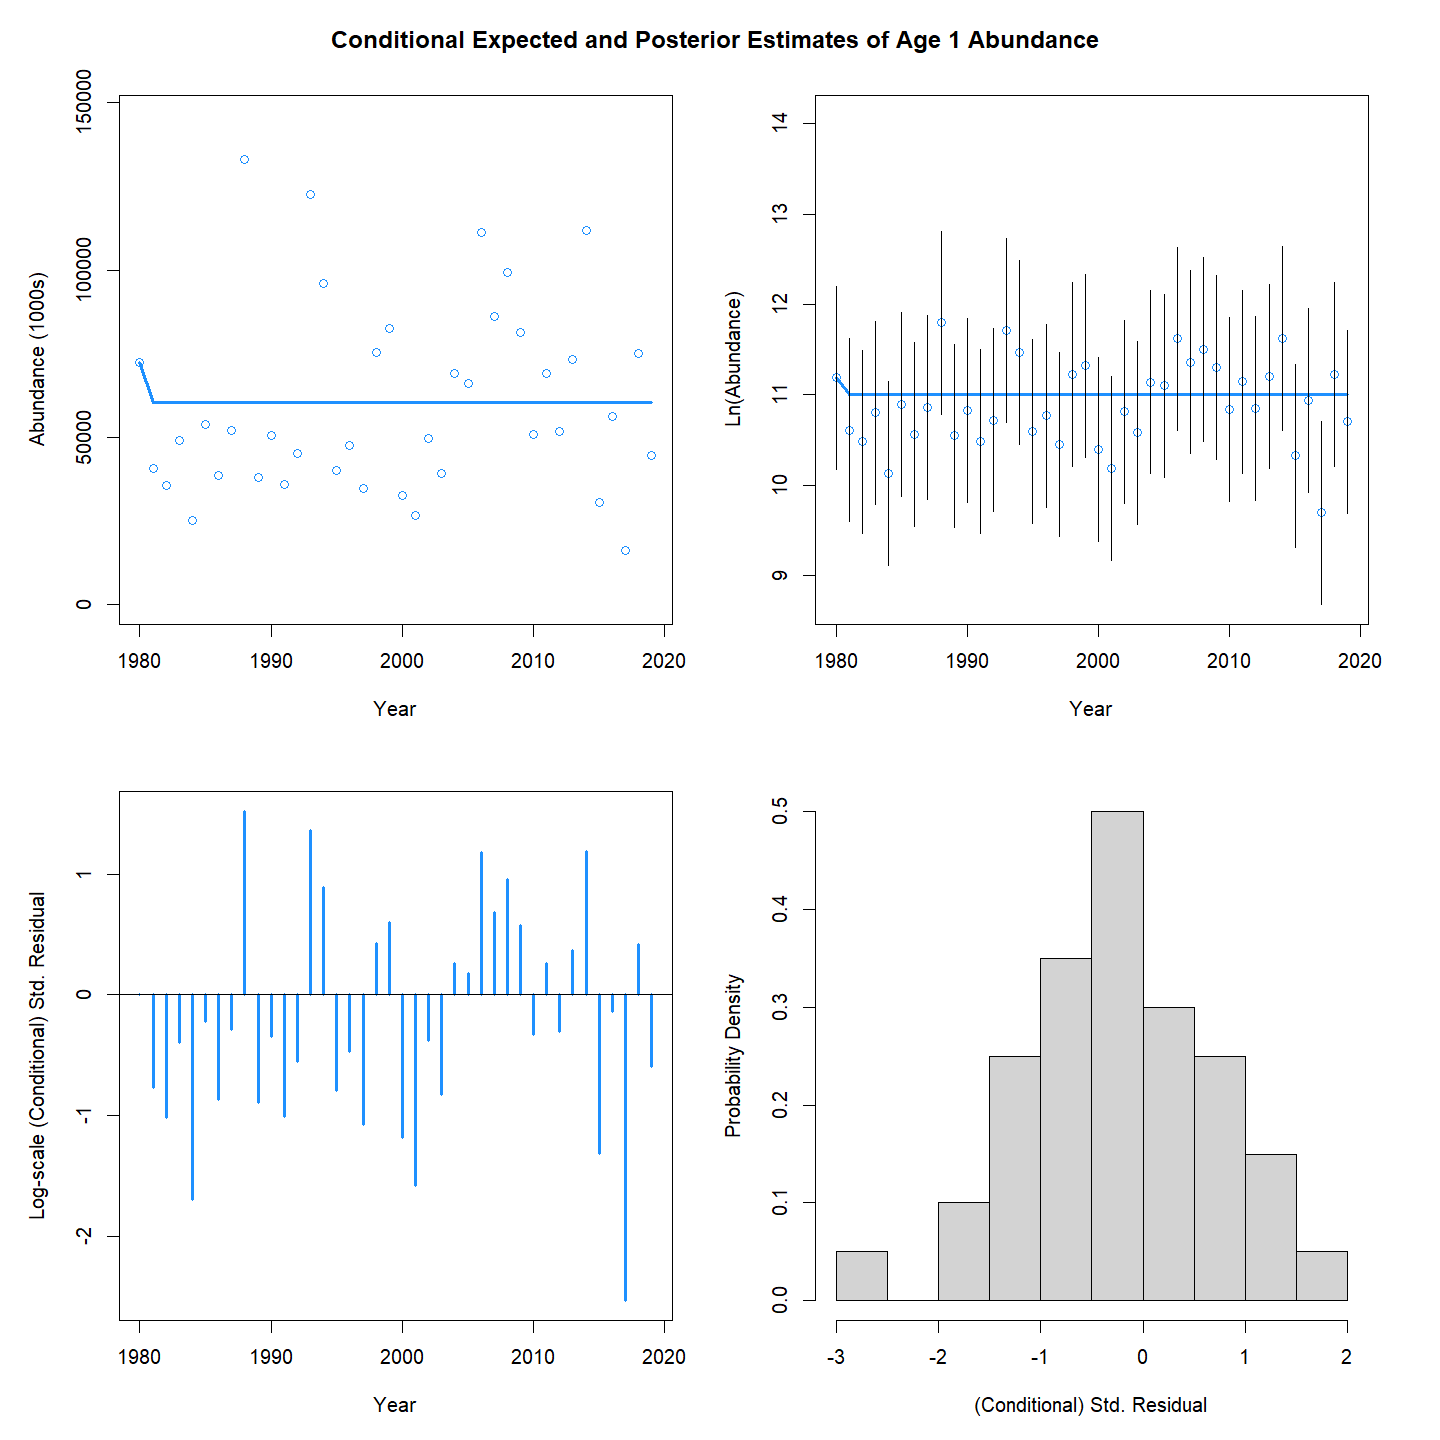 Conditional Expected and Posterior Estimates of Age 1 Abundance
Abundance (1000s)
150000
100000
50000
0
1980 1990 2000 2010 2020
Year
Ln(Abundance)
14
13
12
11
10
9
1980 1990 2000 2010 2020
Year
Log-scale (Conditional) Std. Residual
1
0
-1
-2
1980 1990 2000 2010 2020
Year
Probability Density
0.5
0.4
0.3
0.2
0.1
0.0
-3 -2 -1 0 1 2
(Conditional) Std. Residual